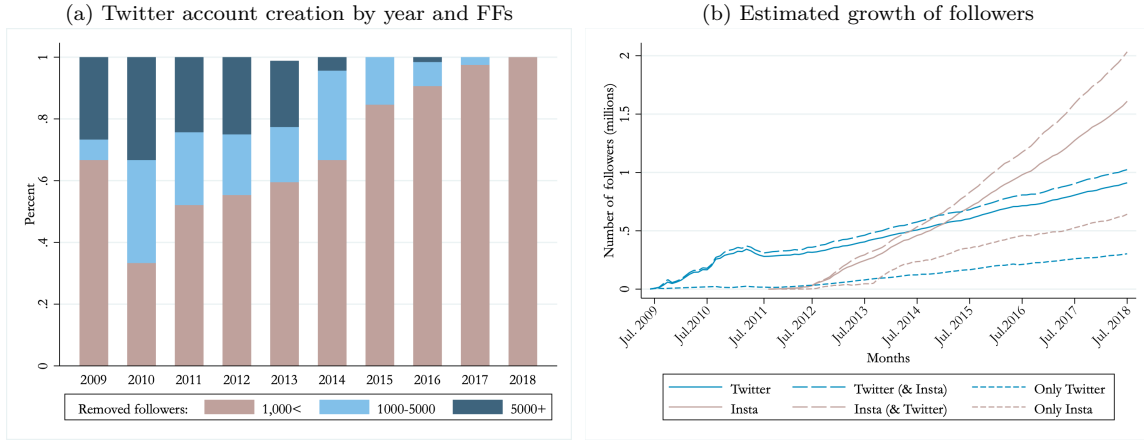 (a) Twitter account creation by year and FFs
Percent
1
.8
.6
.4
.2
0
2009 2010 2011 2012 2013 2014 2015 2016 2017 2018
Removed followers: 1,000< 1000-5000 5000+
(b) Estimated growth of followers
Number of followers (millions)
2
1.5
1
.5
0
Jul. 2009 Jul.2010 Jul.2011 Jul. 2012 Jul.2013 Jul. 2014 Jul.2015 Jul.2016 Jul. 2017 Jul.2018
Months
Twitter Twitter (& Insta) Only Twitter
Insta Insta (& Twitter) Only Insta